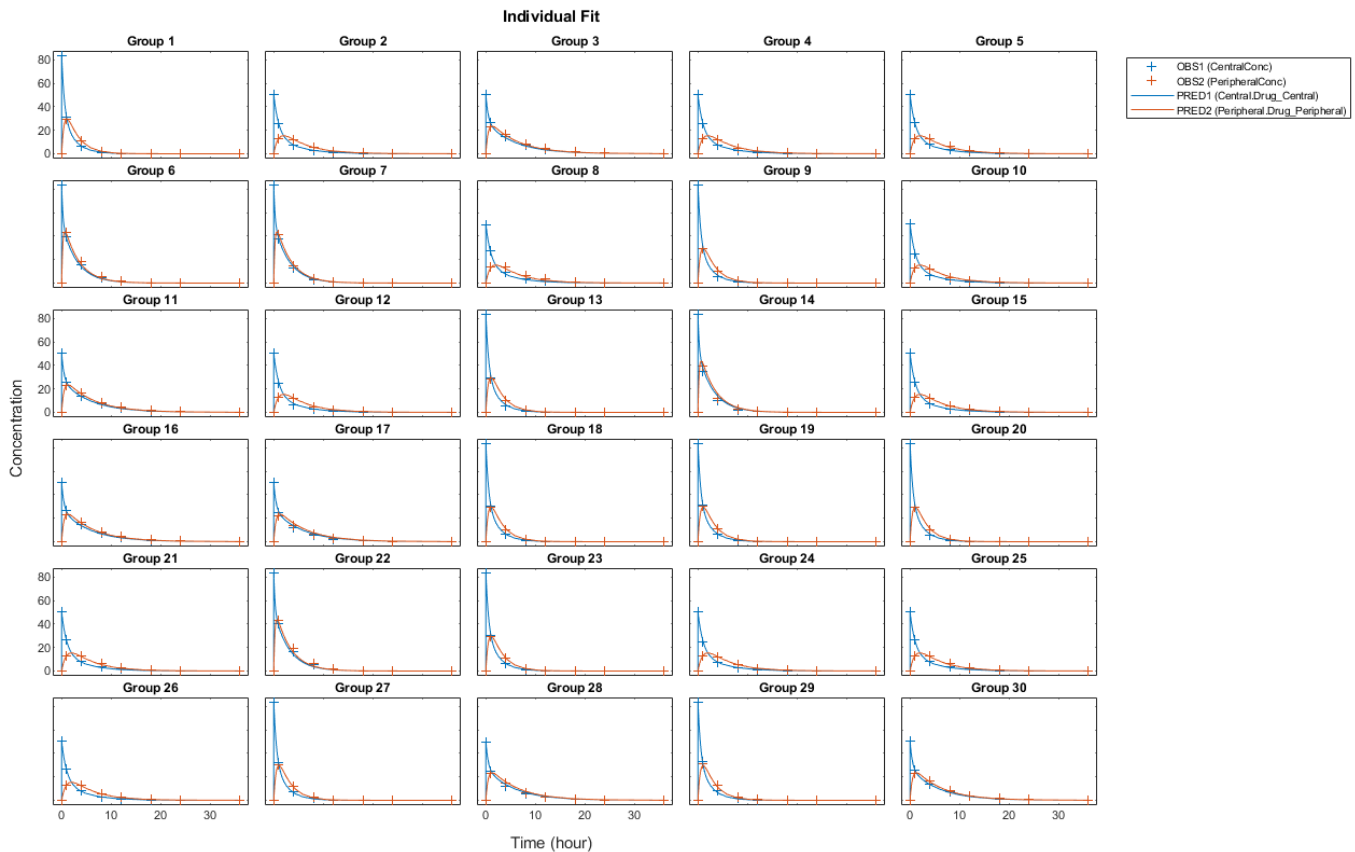 Individual Fit
Group 1 Group 2 Group 3 Group 4 Group 5
80
60
40
20
0
OBS1 (CentralConc)
OBS2 (PeripheralConc)
PRED1 (Central.Drug_Central)
PRED2 (Peripheral.Drug_Peripheral)
Group 6 Group 7 Group 8 Group 9 Group 10
Group 11 Group 12 Group 13 Group 14 Group 15
80
60
40
20
0
Concentration
Group 16 Group 17 Group 18 Group 19 Group 20
Group 21 Group 22 Group 23 Group 24 Group 25
80
60
40
20
0
Group 26 Group 27 Group 28 Group 29 Group 30
0 10 20 30 0 10 20 30 0 10 20 30
Time (hour)